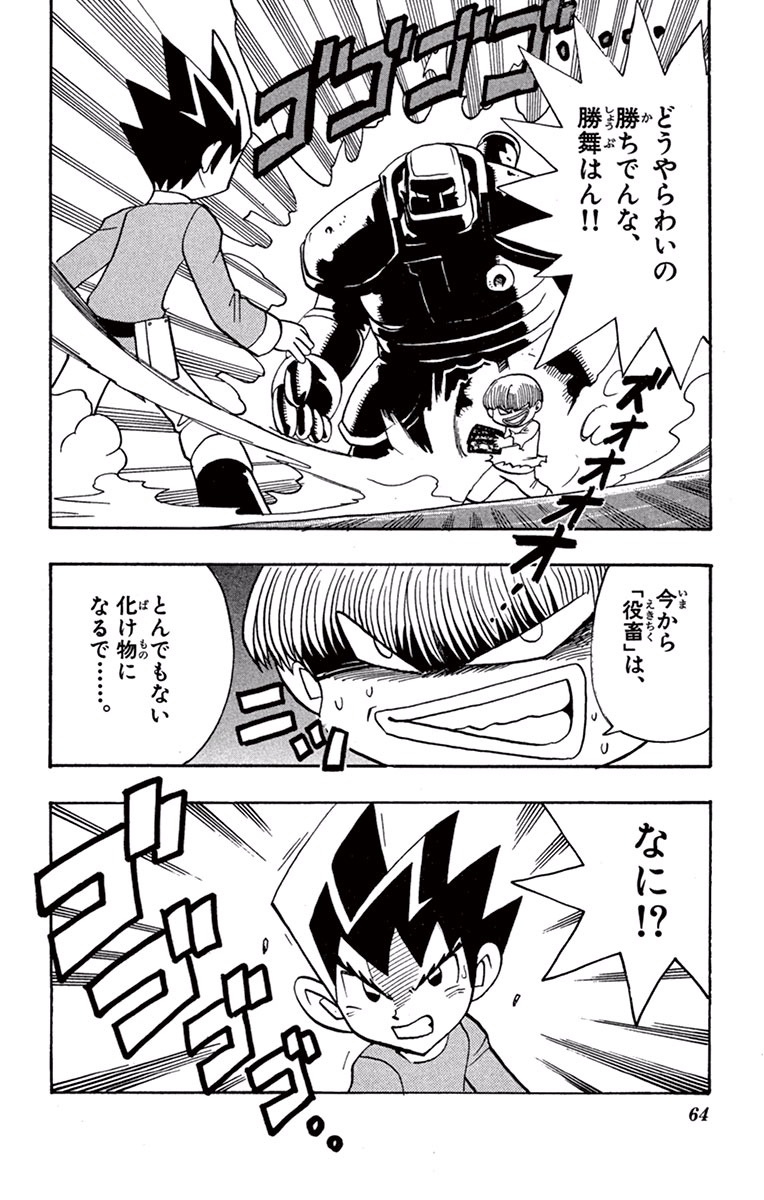 どうやらわいの
勝ちでんな、
勝舞はん!!
ゴゴゴゴ…
ズオオオオ…
今から
「役畜」は、
とんでもない
化け物に
なるで……。
ニッ
なに!?
ゴゴゴゴ…
64